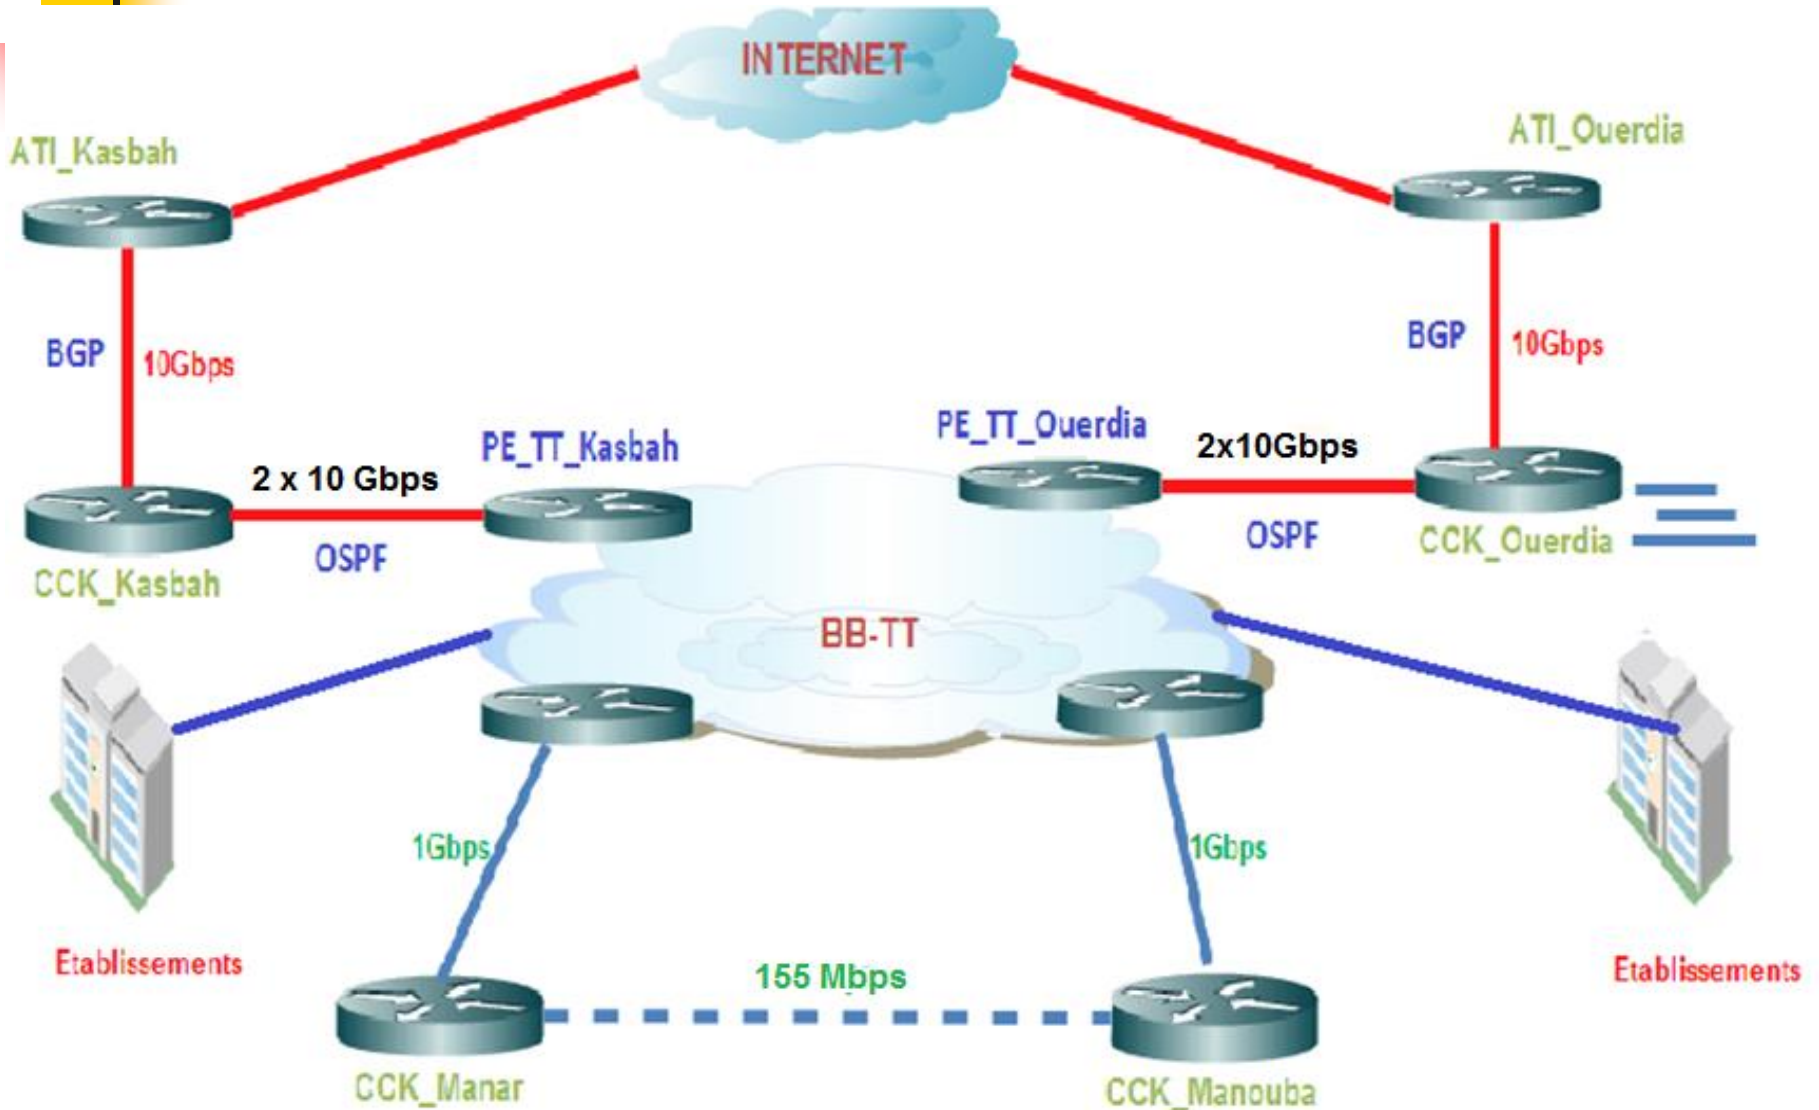 INTERNET
ATI_Kasbah
ATI_Ouerdia
BGP
10Gbps
BGP
10Gbps
PE_TT_Kasbah
PE_TT_Ouerdia
2 x 10 Gbps
2x10Gbps
OSPF
OSPF
CCK_Kasbah
CCK_Ouerdia
BB-TT
1Gbps
1Gbps
Etablissements
Etablissements
155 Mbps
CCK_Manar
CCK_Manouba